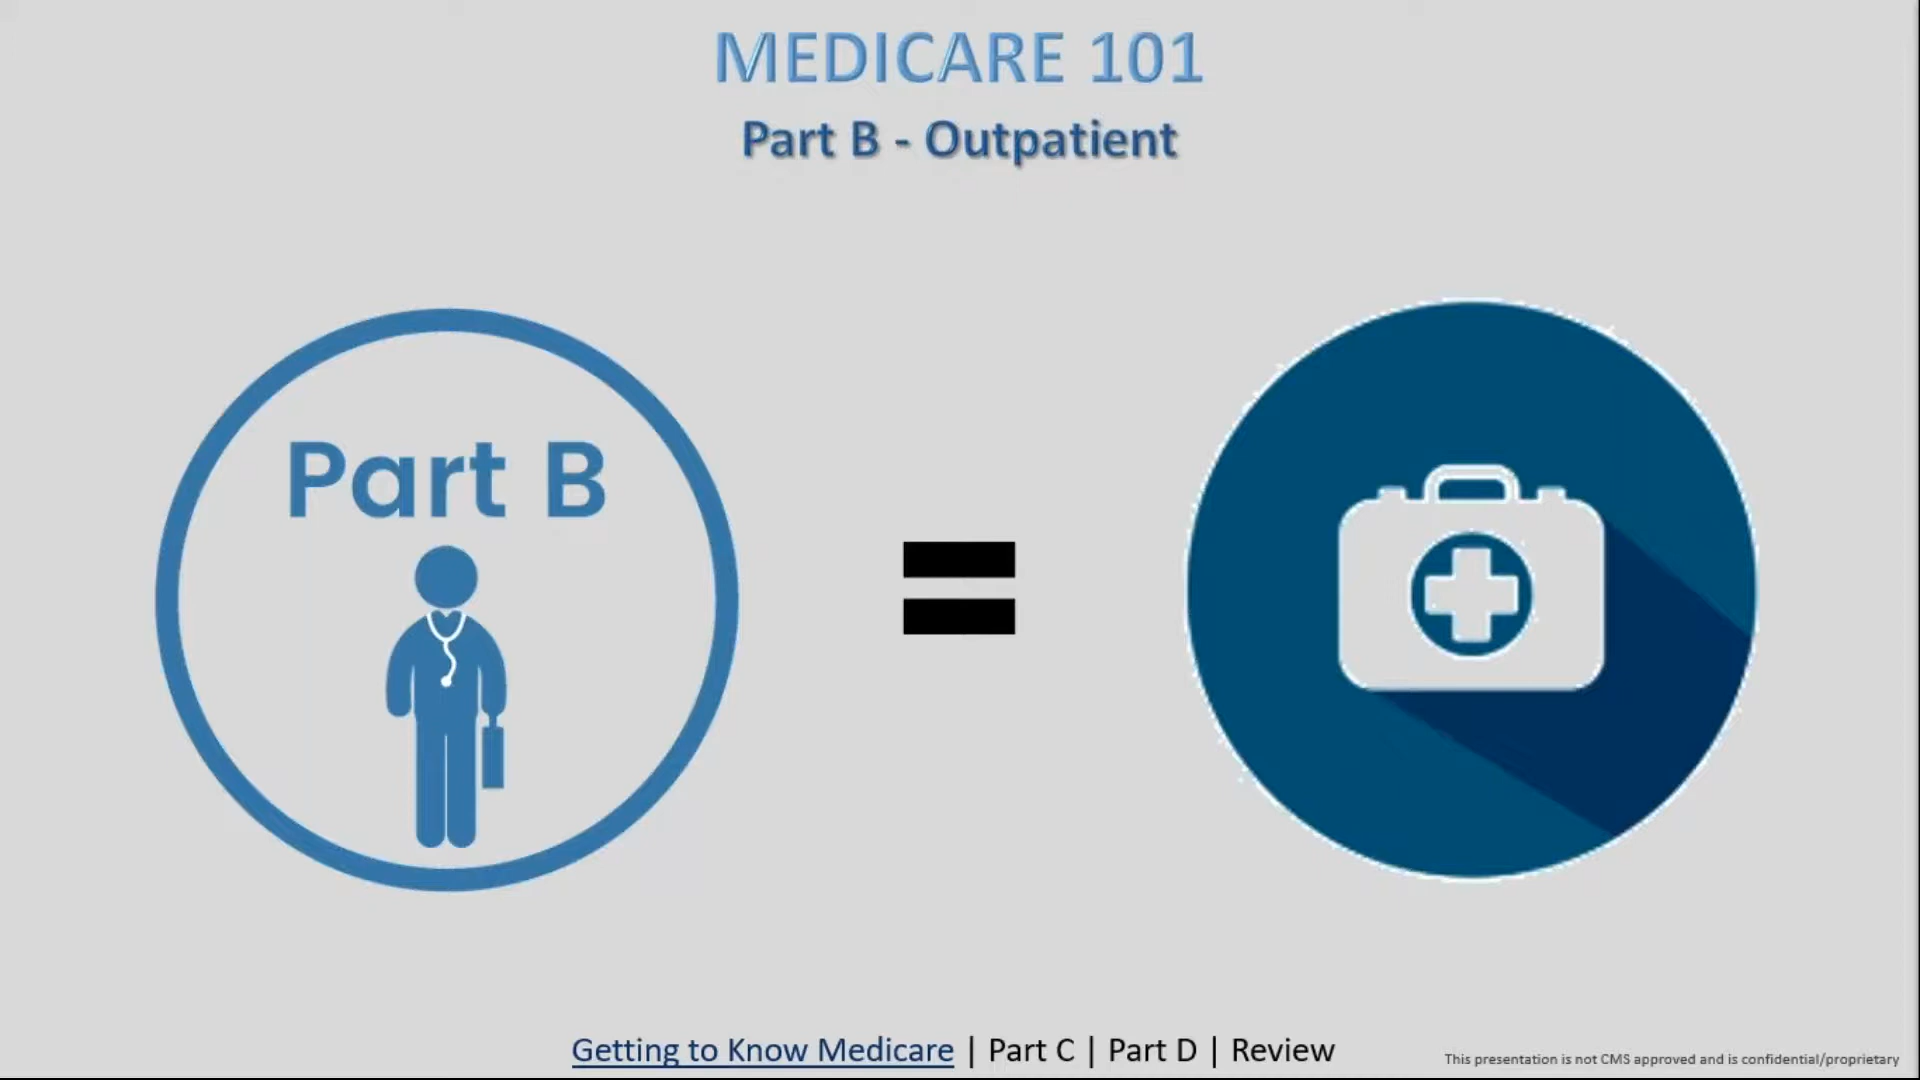 MEDICARE 101
Part B - Outpatient
Part B
Getting to Know Medicare | Part C | Part D | Review
This presentation is not CMS approved and is confidential/proprietary